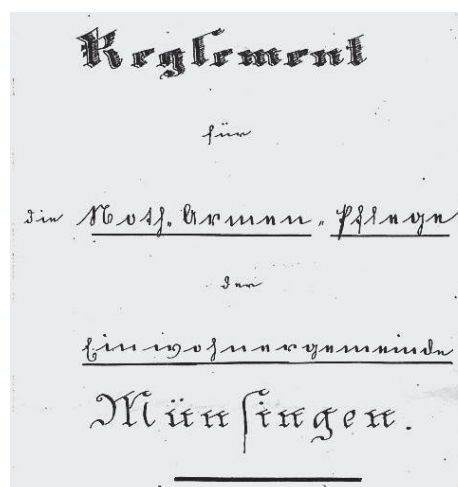 Reglement
für
die Noth. Armen-Pflege
der
Einwohnergemeinde
Münsingen.